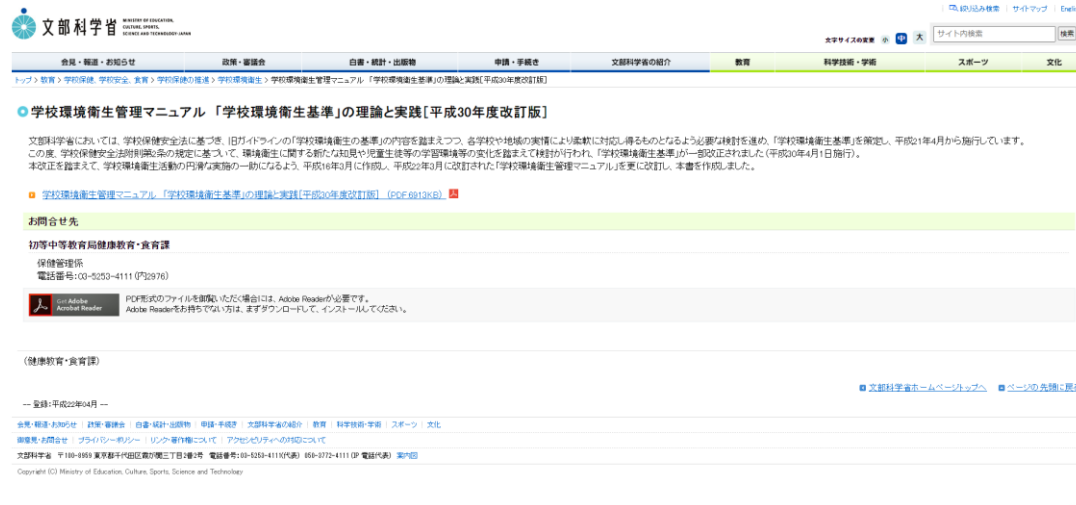 RSS 絞り込み検索 | サイトマップ | Engli
文部科学省 MINISTRY OF EDUCATION, CULTURE, SPORTS, SCIENCE AND TECHNOLOGY-JAPAN
文字サイズの変更 小 中 大 サイト内検索 検索
会見・報道・お知らせ 政策・審議会 白書・統計・出版物 申請・手続き 文部科学省の紹介 教育 科学技術・学術 スポーツ 文化
トップ > 教育 > 学校保健、学校安全、食育 > 学校保健の推進 > 学校環境衛生 > 学校環境衛生管理マニュアル 「学校環境衛生基準」の理論と実践[平成30年度改訂版]
学校環境衛生管理マニュアル 「学校環境衛生基準」の理論と実践[平成30年度改訂版]
文部科学省においては、学校保健安全法に基づき、旧ガイドラインの「学校環境衛生の基準」の内容を踏まえつつ、各学校や地域の実情により柔軟に対応し得るものとなるよう必要な検討を進め、「学校環境衛生基準」を策定し、平成21年4月から施行しています。
この度、学校保健安全法附則第2条の規定に基づいて、環境衛生に関する新たな知見や児童生徒等の学習環境等の変化を踏まえて検討が行われ、「学校環境衛生基準」が一部改正されました(平成30年4月1日施行)。
本改正を踏まえて、学校環境衛生活動の円滑な実施の一助になるよう、平成16年3月に作成し、平成22年3月に改訂された「学校環境衛生管理マニュアル」を更に改訂し、本書を作成しました。
学校環境衛生管理マニュアル 「学校環境衛生基準」の理論と実践[平成30年度改訂版] (PDF:6913KB)
お問合せ先
初等中等教育局健康教育・食育課
保健管理係
電話番号:03-5253-4111(内2976)
Get Adobe Acrobat Reader
PDF形式のファイルを御覧いただく場合には、Adobe Readerが必要です。
Adobe Readerをお持ちでない方は、まずダウンロードして、インストールしてください。
(健康教育・食育課)
文部科学省ホームページトップへ ページの先頭に戻
-- 登録:平成22年04月 --
会見・報道・お知らせ | 政策・審議会 | 白書・統計・出版物 | 申請・手続き | 文部科学省の紹介 | 教育 | 科学技術・学術 | スポーツ | 文化
御意見・お問合せ | プライバシーポリシー | リンク・著作権について | アクセシビリティへの対応について
文部科学省 〒100-8959 東京都千代田区霞が関三丁目2番2号 電話番号:03-5253-4111(代表) 050-3772-4111(IP電話代表) 案内図
Copyright (C) Ministry of Education, Culture, Sports, Science and Technology